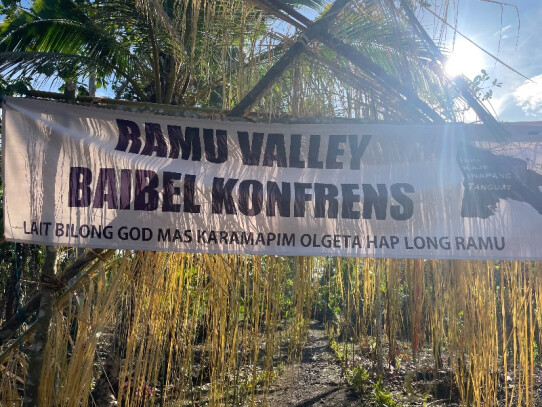 RAMU VALLEY
BAIBEL KONFRENS
LAIT BILONG GOD MAS KARAMAPIM OLGETA HAP LONG RAMU